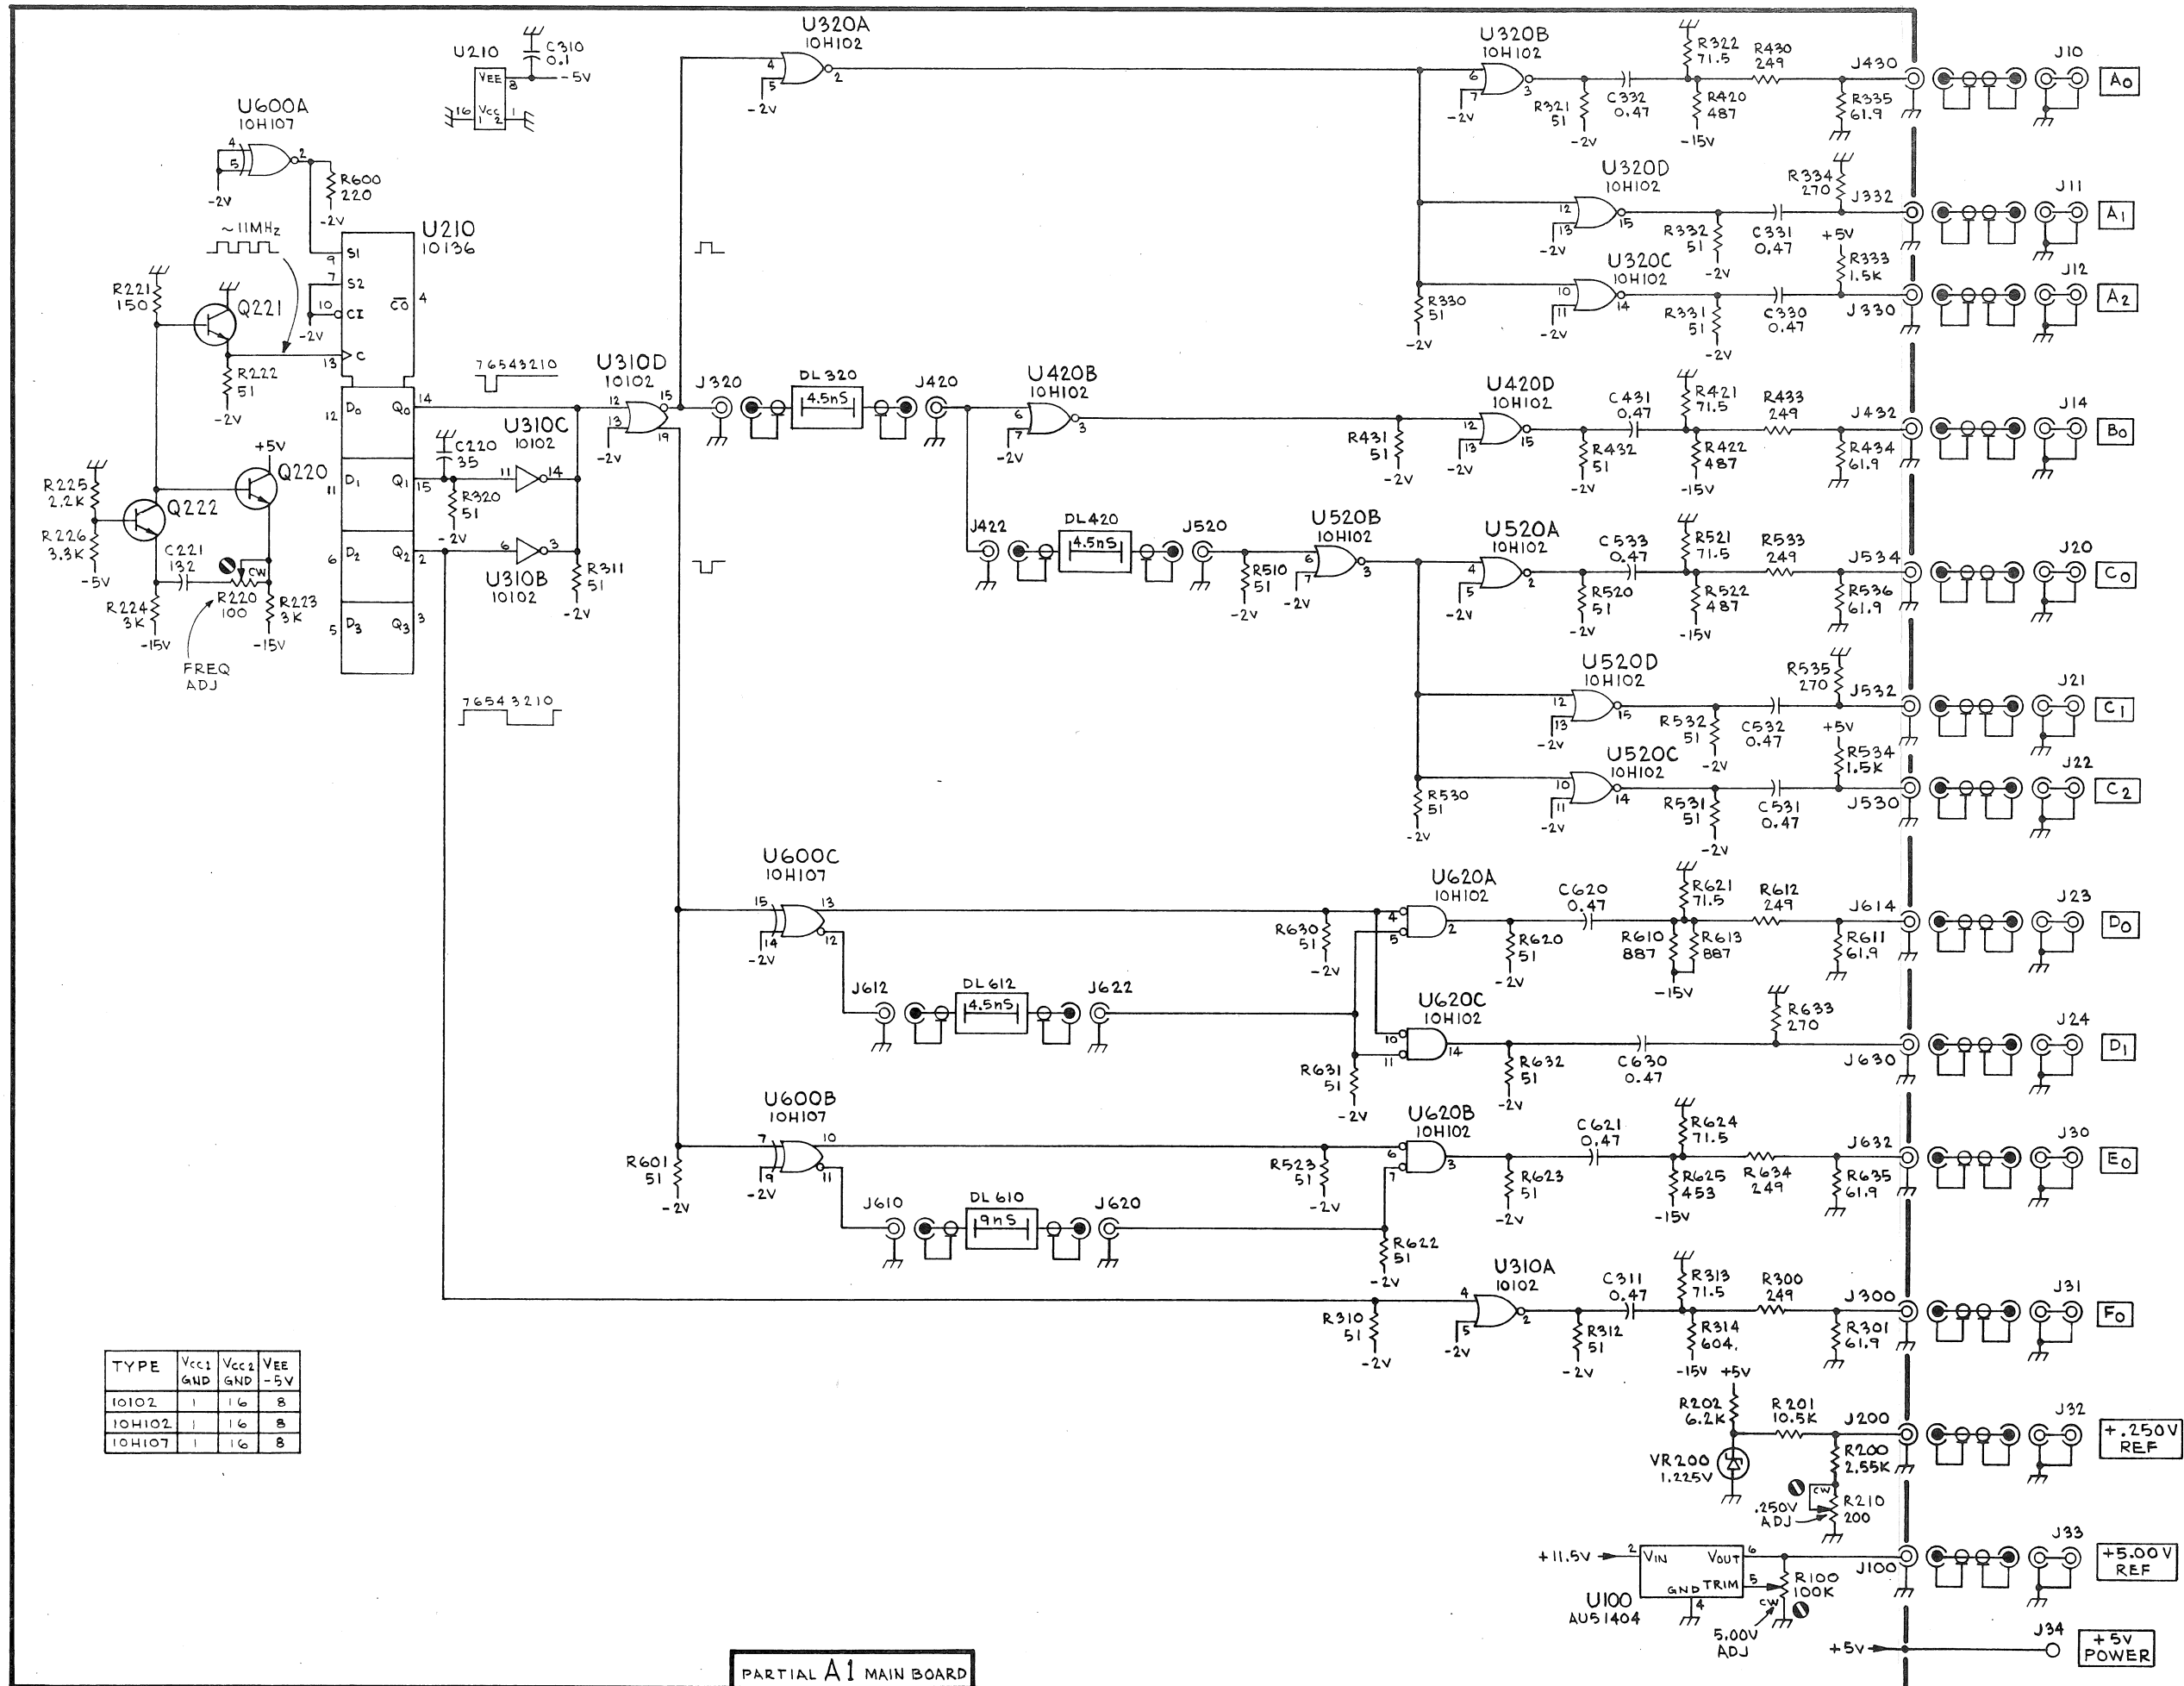 U320A
10H102
4
5
2
-2V
U210
C310
0.1
VEE
8
-5V
16
VCC
1
2
1
U320B
10H102
6
7
3
-2V
R321
51
-2V
C332
0.47
R322
71.5
R420
487
-15V
R430
249
J430
R335
61.9
J10
A0
U600A
10H107
4
5
2
-2V
R600
220
-2V
~11MHz
U210
10136
S1
9
S2
7
CI
10
-2V
CO
4
C
13
R221
150
Q221
R222
51
-2V
U320D
10H102
12
13
15
-2V
R332
51
-2V
C331
0.47
R334
270
J332
J11
A1
+5V
R333
1.5K
U320C
10H102
10
11
14
-2V
R330
51
-2V
R331
51
-2V
C330
0.47
J330
J12
A2
76543210
12
D0
Q0
14
11
D1
Q1
15
6
D2
Q2
2
5
D3
Q3
3
U310D
10102
12
13
15
19
-2V
U310C
10102
11
14
C220
35
R320
51
-2V
6
3
U310B
10102
R311
51
-2V
J320
DL320
4.5nS
J420
U420B
10H102
6
7
3
-2V
R431
51
-2V
U420D
10H102
12
13
15
-2V
R432
51
-2V
C431
0.47
R421
71.5
R422
487
-15V
R433
249
J432
R434
61.9
J14
B0
+5V
Q220
R225
2.2K
R226
3.3K
-5V
Q222
C221
132
CW
R220
100
R224
3K
-15V
R223
3K
-15V
FREQ
ADJ
J422
DL420
4.5nS
J520
R510
51
-2V
U520B
10H102
6
7
3
-2V
U520A
10H102
4
5
2
-2V
R520
51
-2V
C533
0.47
R521
71.5
R522
487
-15V
R533
249
J534
R536
61.9
J20
C0
76543210
U520D
10H102
12
13
15
-2V
R532
51
-2V
C532
0.47
R535
270
J532
J21
C1
+5V
R534
1.5K
U520C
10H102
10
11
14
-2V
R530
51
-2V
R531
51
-2V
C531
0.47
J530
J22
C2
U600C
10H107
15
14
13
12
-2V
J612
DL612
4.5nS
J622
R630
51
-2V
R631
51
-2V
U620A
10H102
4
5
2
R620
51
-2V
C620
0.47
R621
71.5
R610
887
R613
887
-15V
R612
249
J614
R611
61.9
J23
D0
U620C
10H102
10
11
14
R632
51
-2V
C630
0.47
R633
270
J630
J24
D1
U600B
10H107
7
9
10
11
-2V
R601
51
-2V
J610
DL610
9nS
J620
R523
51
-2V
R622
51
-2V
U620B
10H102
6
7
3
R623
51
-2V
C621
0.47
R624
71.5
R625
453
-15V
R634
249
J632
R635
61.9
J30
E0
R310
51
-2V
U310A
10102
4
5
2
-2V
R312
51
-2V
C311
0.47
R313
71.5
R314
604
-15V
R300
249
J300
R301
61.9
J31
F0
TYPE VCC1 GND VCC2 GND VEE -5V
10102 1 16 8
10H102 1 16 8
10H107 1 16 8
+5V
R202
6.2K
R201
10.5K
J200
VR200
1.225V
R200
2.55K
CW
.250V
ADJ
R210
200
J32
+.250V
REF
+11.5V
2
VIN
VOUT
6
GND
TRIM
5
4
U100
AU51404
R100
100K
CW
5.00V
ADJ
J100
J33
+5.00V
REF
+5V
J34
+5V
POWER
PARTIAL A1 MAIN BOARD